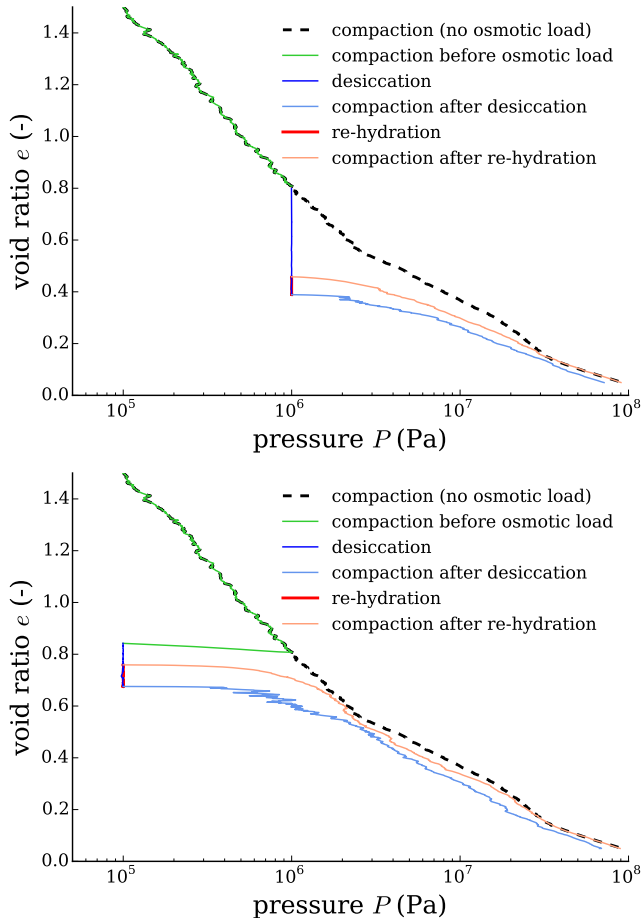 compaction (no osmotic load)
compaction before osmotic load
desiccation
compaction after desiccation
re-hydration
compaction after re-hydration
void ratio e (-)
1.4
1.2
1.0
0.8
0.6
0.4
0.2
0.0
10^5 10^6 10^7 10^8
pressure P (Pa)
compaction (no osmotic load)
compaction before osmotic load
desiccation
compaction after desiccation
re-hydration
compaction after re-hydration
void ratio e (-)
1.4
1.2
1.0
0.8
0.6
0.4
0.2
0.0
10^5 10^6 10^7 10^8
pressure P (Pa)